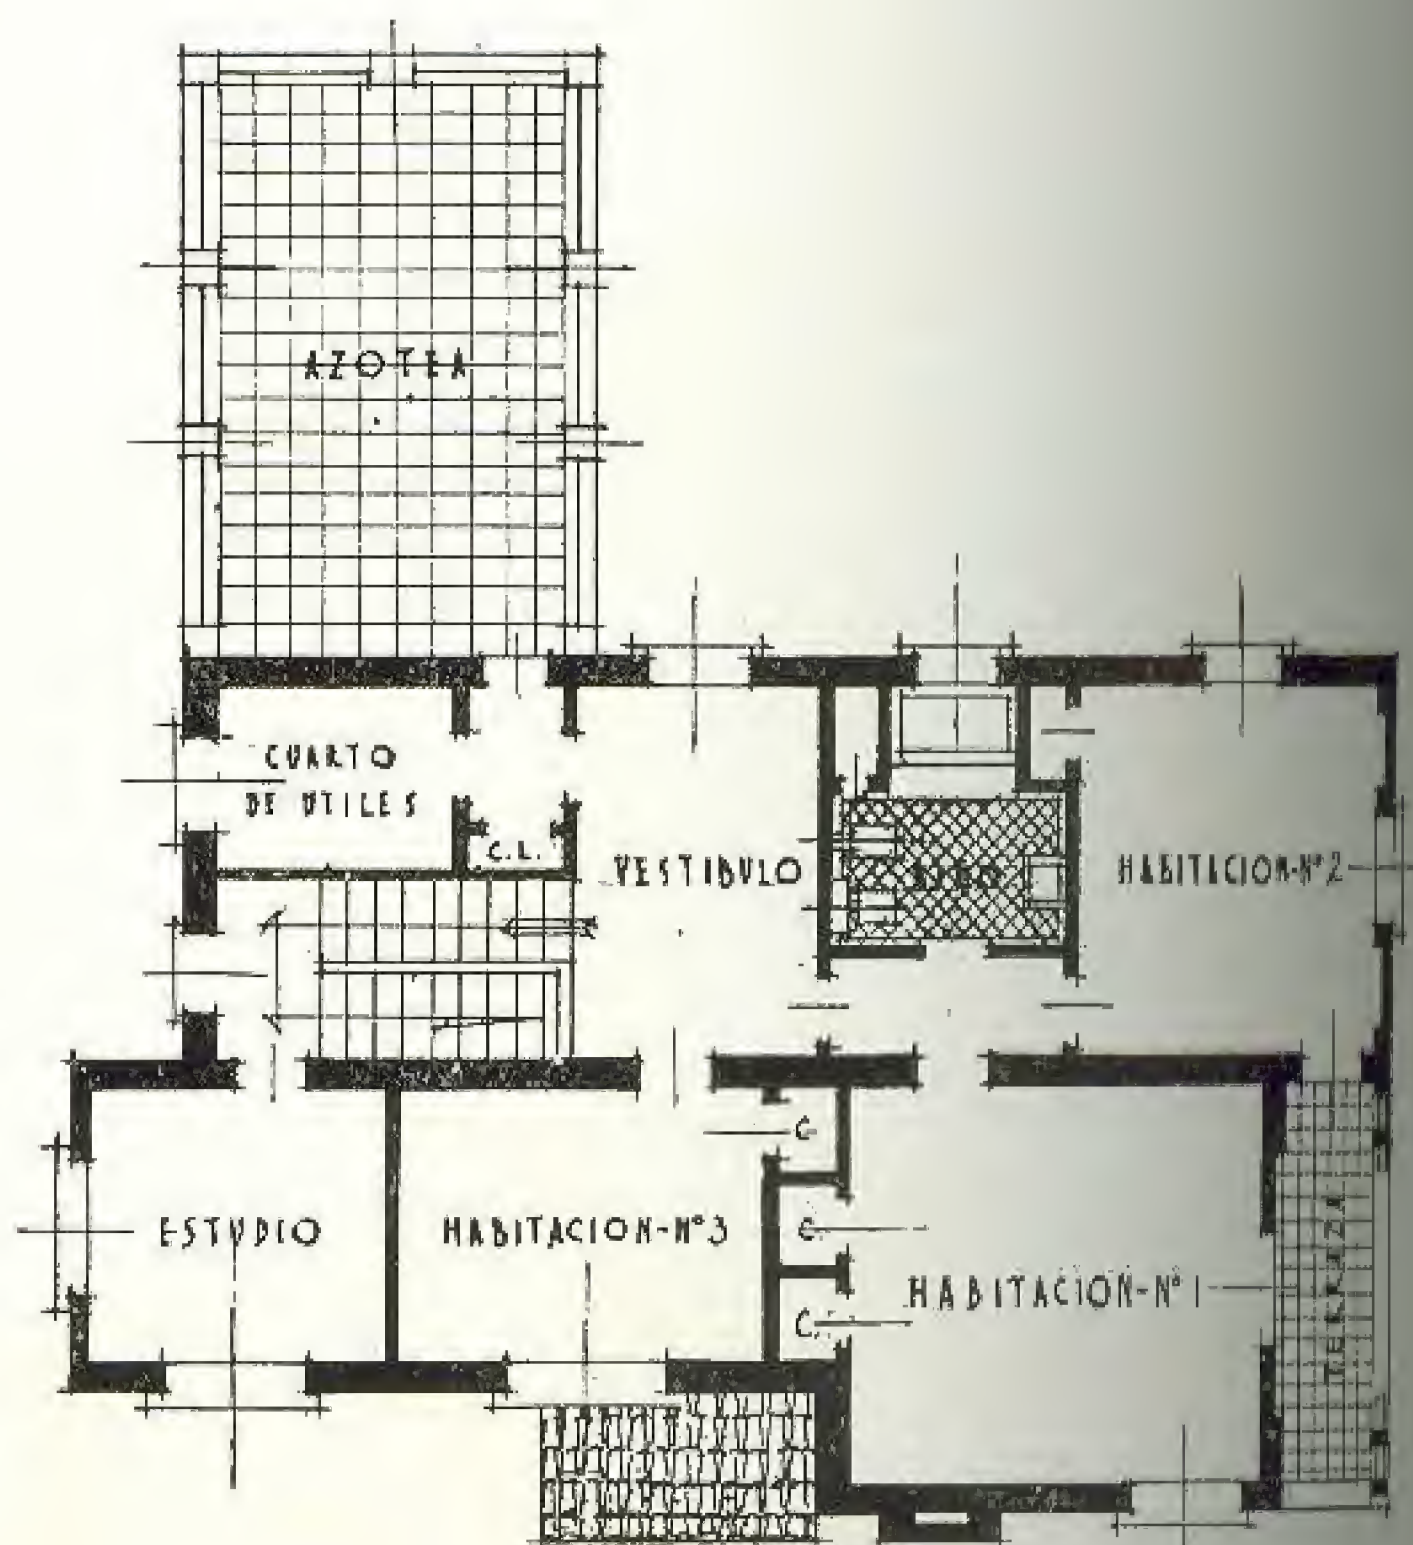 AZOTEA
CUARTO
DE UTILES
C.L.
VESTIBULO
HABITACION-Nº2
C
ESTUDIO
HABITACION-Nº3
C.
HABITACION-Nº1
C.
TERRAZA